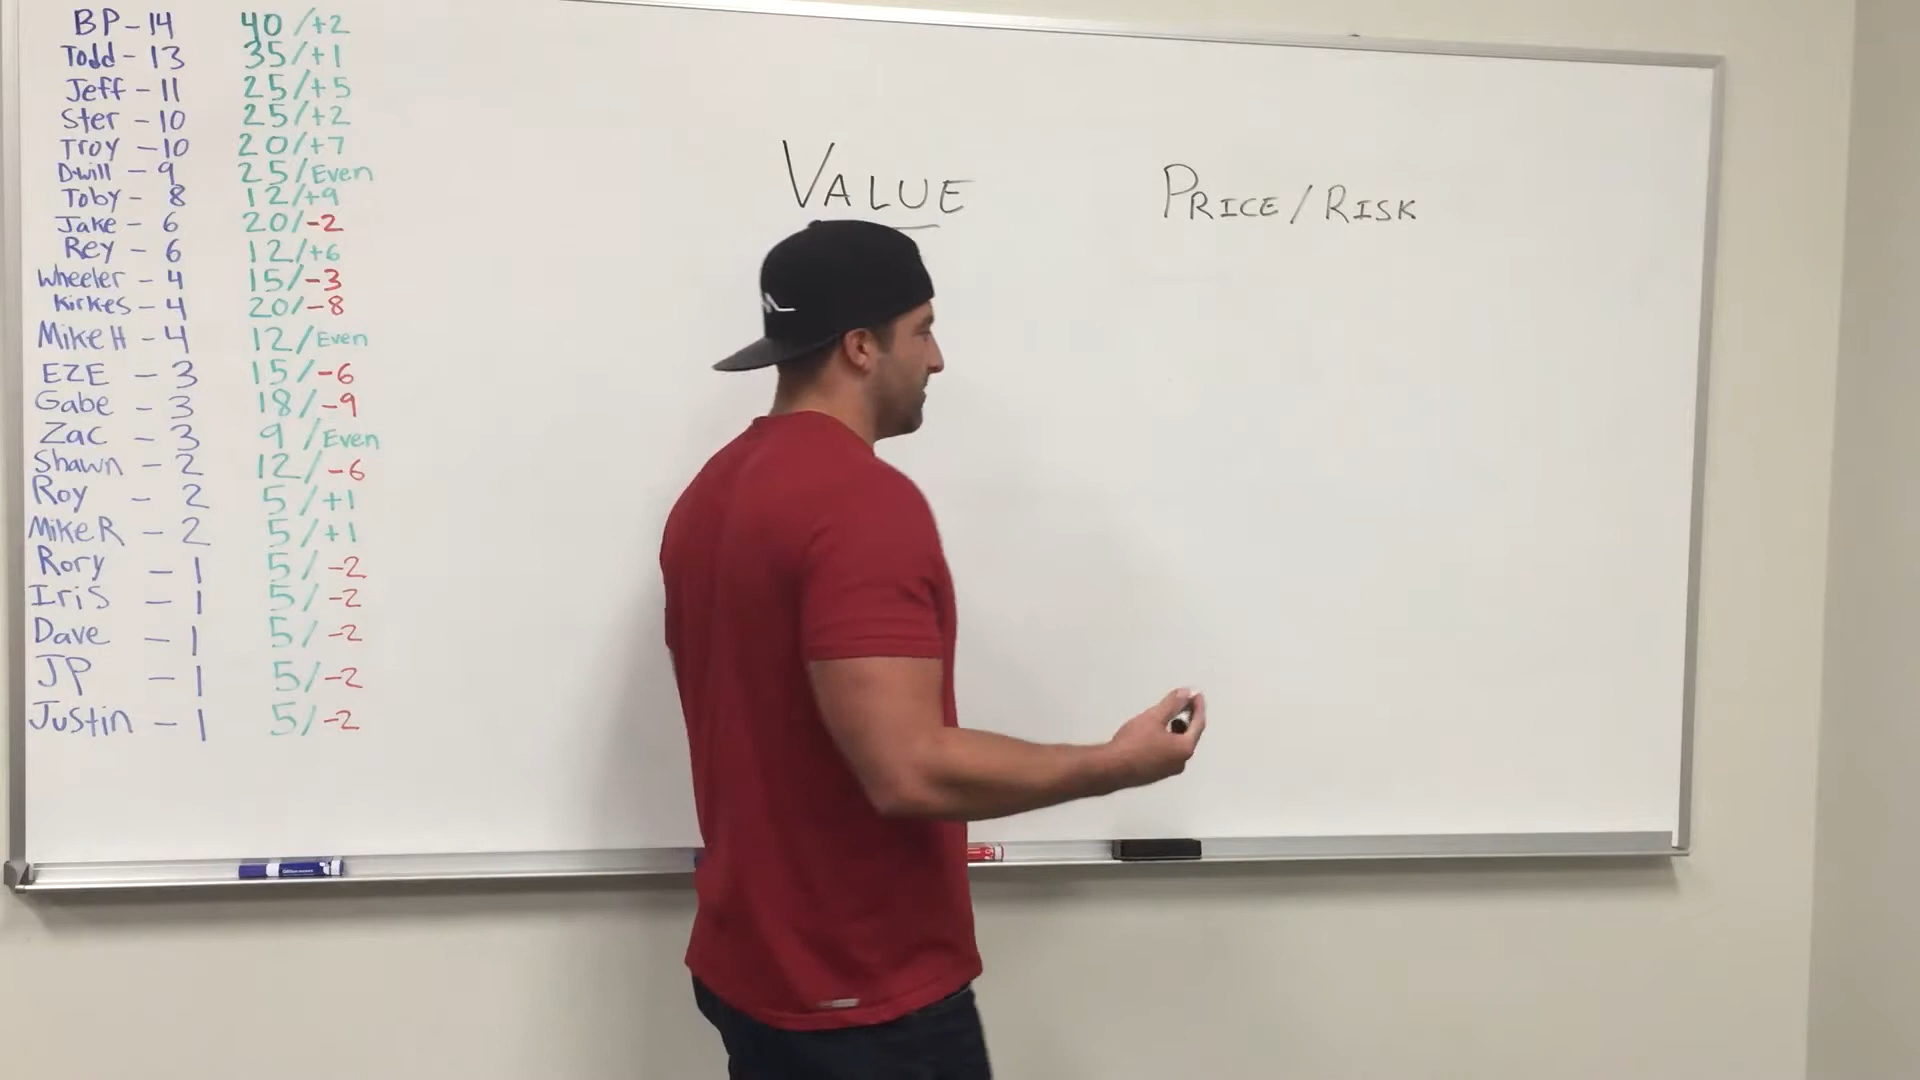 BP - 14 40 / +2
Todd - 13 35 / +1
Jeff - 11 25 / +5
Ster - 10 25 / +2
Troy - 10 20 / +7
Dwill - 9 25 / Even
Toby - 8 12 / +9
Jake - 6 20 / -2
Rey - 6 12 / +6
Wheeler - 4 15 / -3
Kirkes - 4 20 / -8
Mike H - 4 12 / Even
EZE - 3 15 / -6
Gabe - 3 18 / -9
Zac - 3 9 / Even
Shawn - 2 12 / -6
Roy - 2 5 / +1
Mike R - 2 5 / +1
Rory - 1 5 / -2
Iris - 1 5 / -2
Dave - 1 5 / -2
JP - 1 5 / -2
Justin - 1 5 / -2
VALUE
PRICE / RISK